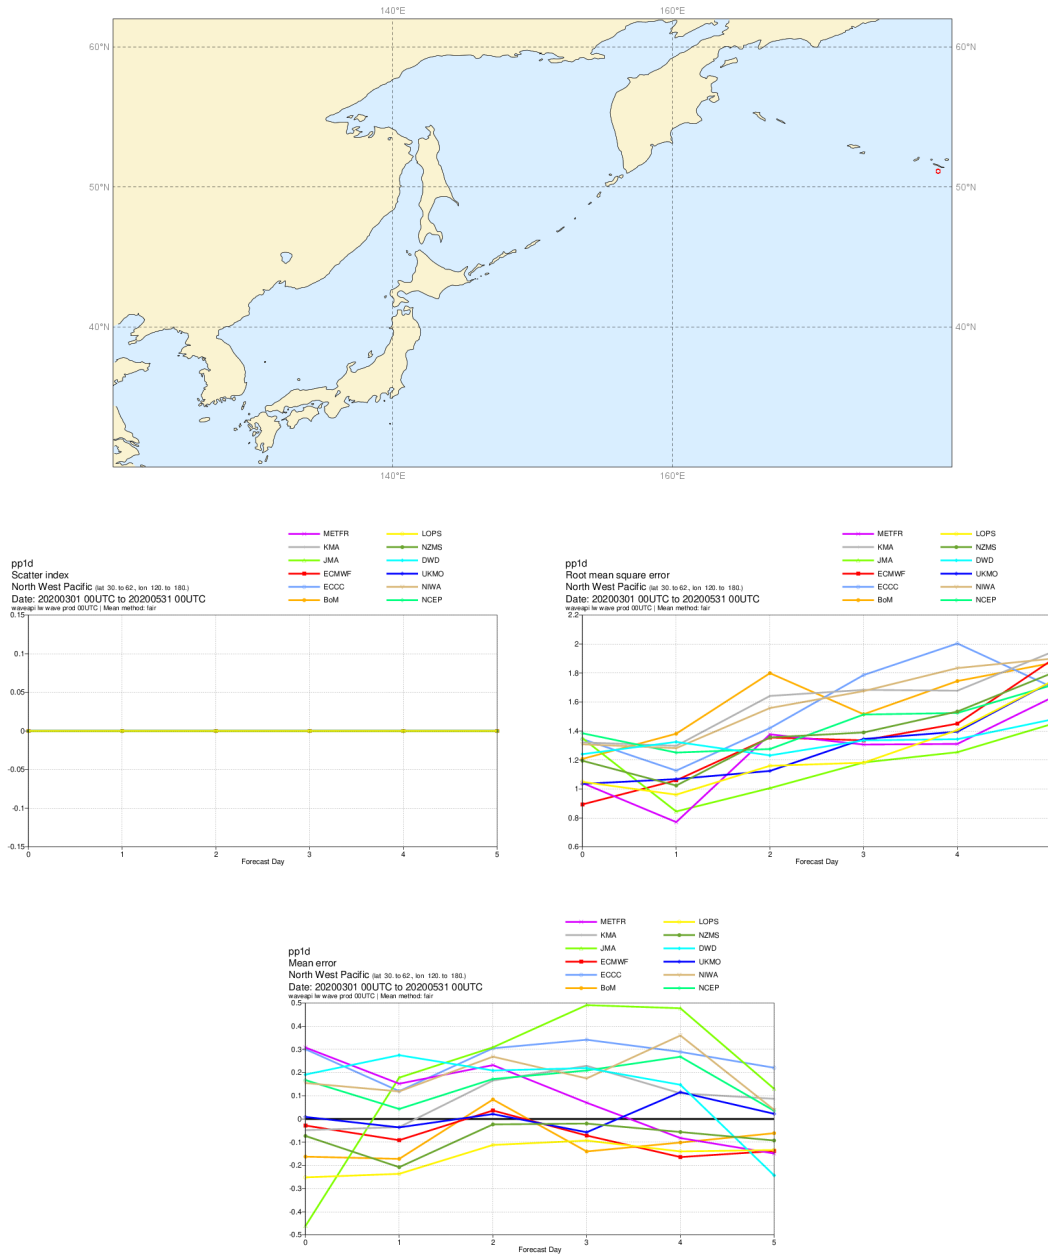 140°E 160°E
60°N 60°N
50°N 50°N
40°N 40°N
140°E 160°E
METFR LOPS
KMA NZMS
JMA DWD
ECMWF UKMO
ECCC NIWA
BoM NCEP
pp1d
Scatter index
North West Pacific (lat 30. to 62., lon 120. to 180.)
Date: 20200301 00UTC to 20200531 00UTC
waveapi lw wave prod 00UTC | Mean method: fair
0.15
0.1
0.05
0
-0.05
-0.1
-0.15
0 1 2 3 4 5
Forecast Day
METFR LOPS
KMA NZMS
JMA DWD
ECMWF UKMO
ECCC NIWA
BoM NCEP
pp1d
Root mean square error
North West Pacific (lat 30. to 62., lon 120. to 180.)
Date: 20200301 00UTC to 20200531 00UTC
waveapi lw wave prod 00UTC | Mean method: fair
2.2
2
1.8
1.6
1.4
1.2
1
0.8
0.6
0 1 2 3 4
Forecast Day
METFR LOPS
KMA NZMS
JMA DWD
ECMWF UKMO
ECCC NIWA
BoM NCEP
pp1d
Mean error
North West Pacific (lat 30. to 62., lon 120. to 180.)
Date: 20200301 00UTC to 20200531 00UTC
waveapi lw wave prod 00UTC | Mean method: fair
0.5
0.4
0.3
0.2
0.1
0
-0.1
-0.2
-0.3
-0.4
-0.5
0 1 2 3 4 5
Forecast Day